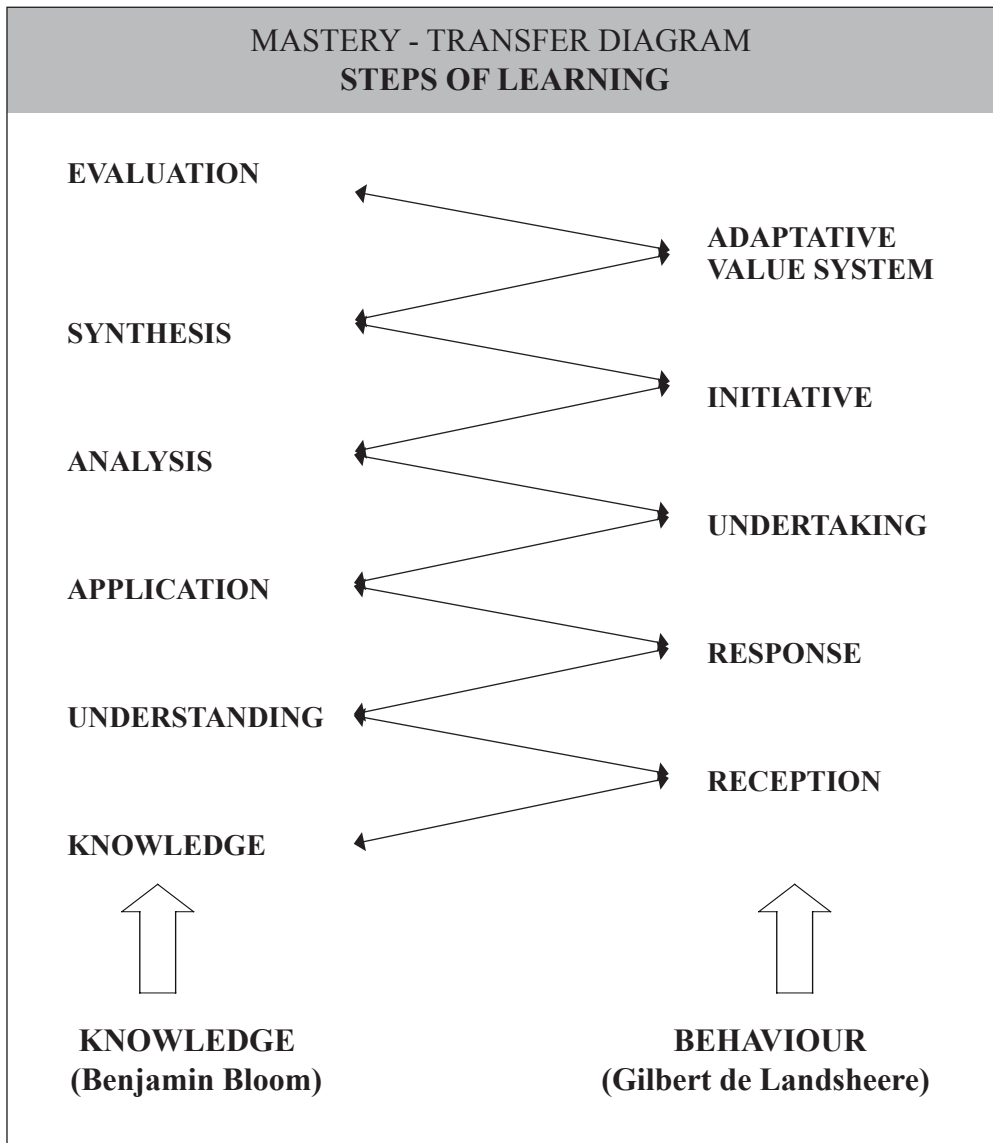 MASTERY - TRANSFER DIAGRAM
STEPS OF LEARNING
EVALUATION
ADAPTATIVE
VALUE SYSTEM
SYNTHESIS
INITIATIVE
ANALYSIS
UNDERTAKING
APPLICATION
RESPONSE
UNDERSTANDING
RECEPTION
KNOWLEDGE
KNOWLEDGE
(Benjamin Bloom)
BEHAVIOUR
(Gilbert de Landsheere)